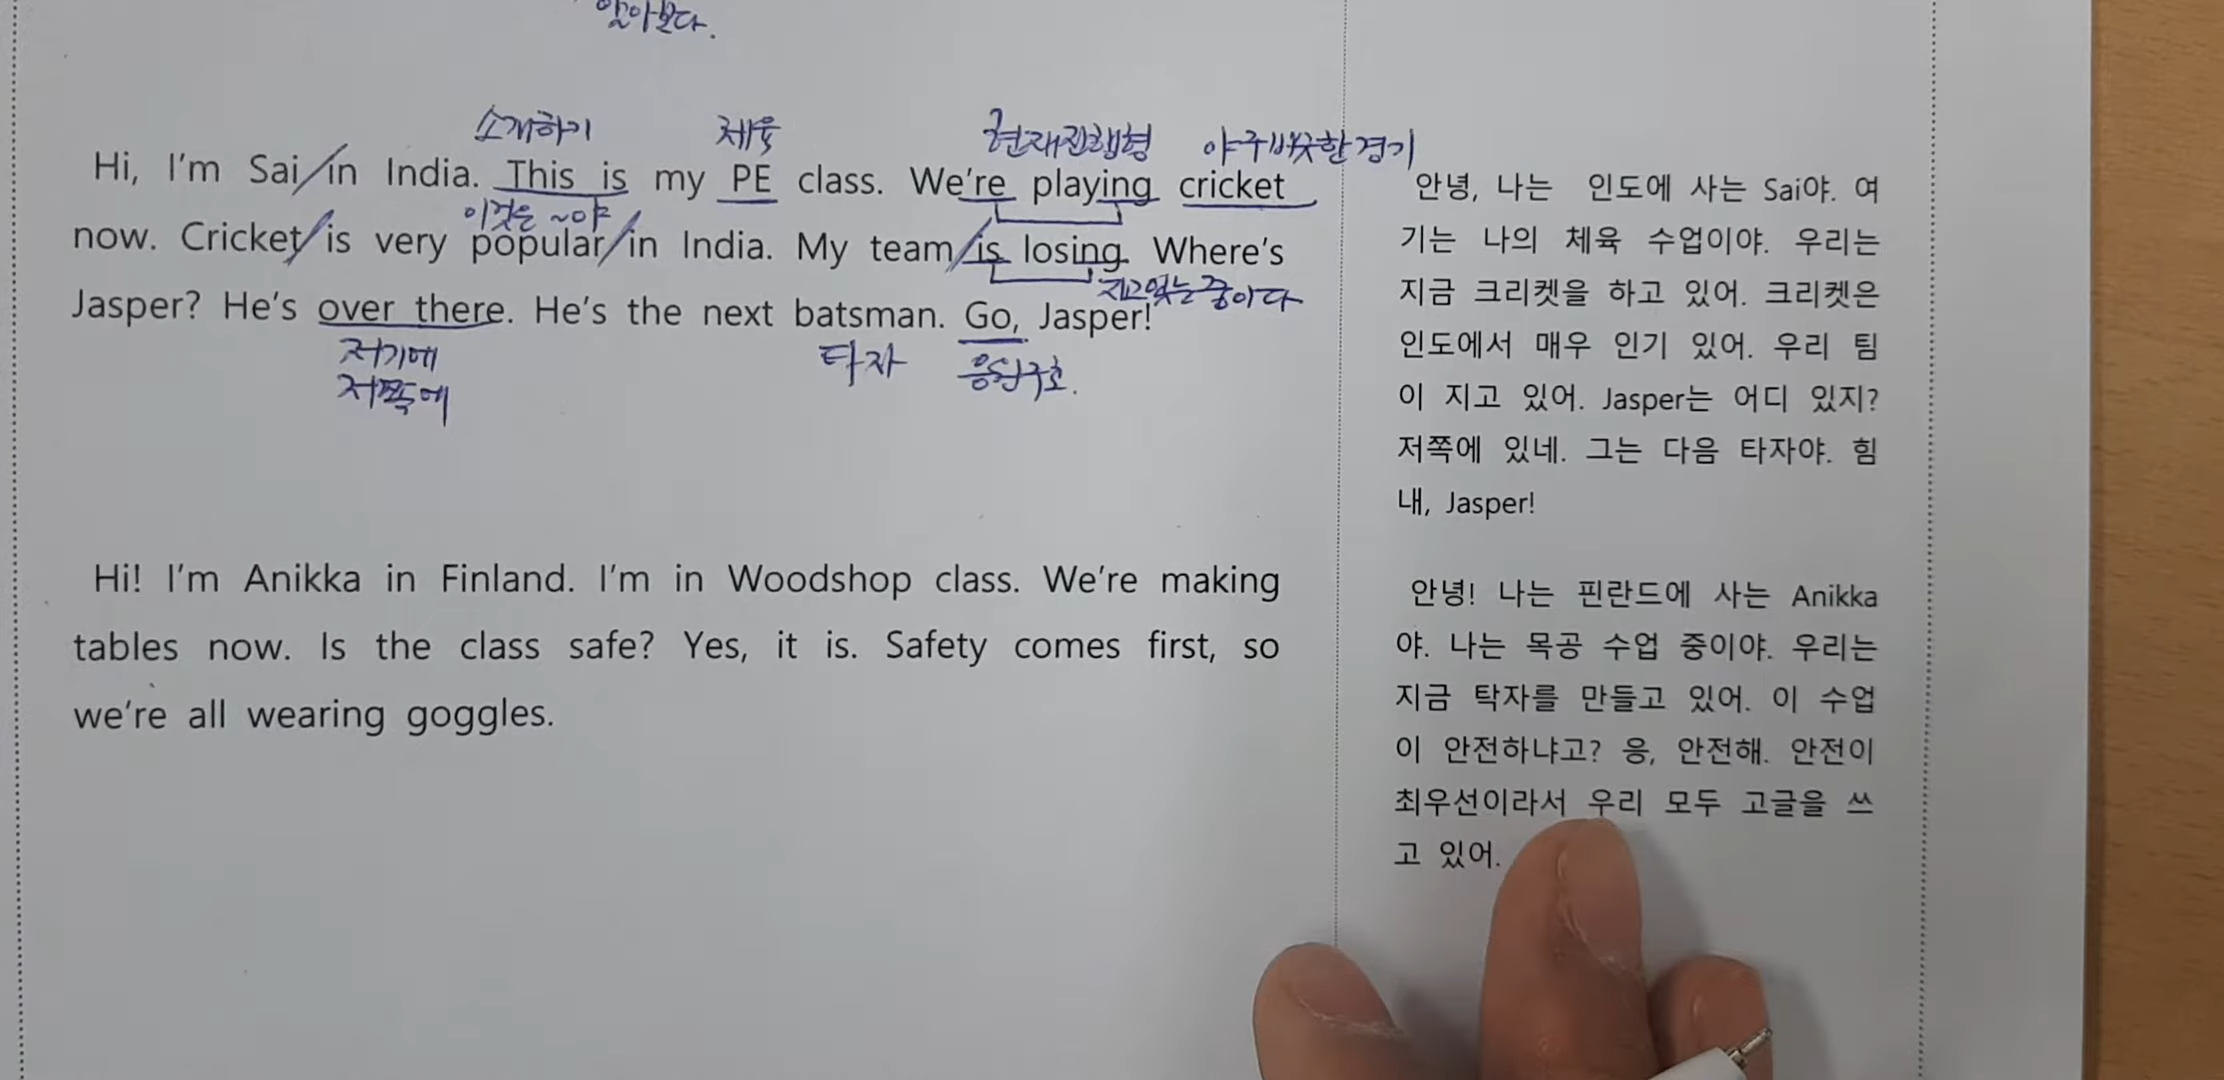 알아보다.
소개하기 체육 현재진행형 야구비슷한 경기
Hi, I'm Sai/in India. This is my PE class. We're playing cricket
이것은 ~야
now. Cricket/is very popular/in India. My team/is losing. Where's
지고있는중이다
Jasper? He's over there. He's the next batsman. Go, Jasper!
저기에 타자 응원구호.
저쪽에
Hi! I'm Anikka in Finland. I'm in Woodshop class. We're making
tables now. Is the class safe? Yes, it is. Safety comes first, so
we're all wearing goggles.
안녕, 나는 인도에 사는 Sai야. 여
기는 나의 체육 수업이야. 우리는
지금 크리켓을 하고 있어. 크리켓은
인도에서 매우 인기 있어. 우리 팀
이 지고 있어. Jasper는 어디 있지?
저쪽에 있네. 그는 다음 타자야. 힘
내, Jasper!
안녕! 나는 핀란드에 사는 Anikka
야. 나는 목공 수업 중이야. 우리는
지금 탁자를 만들고 있어. 이 수업
이 안전하냐고? 응, 안전해. 안전이
최우선이라서 우리 모두 고글을 쓰
고 있어.